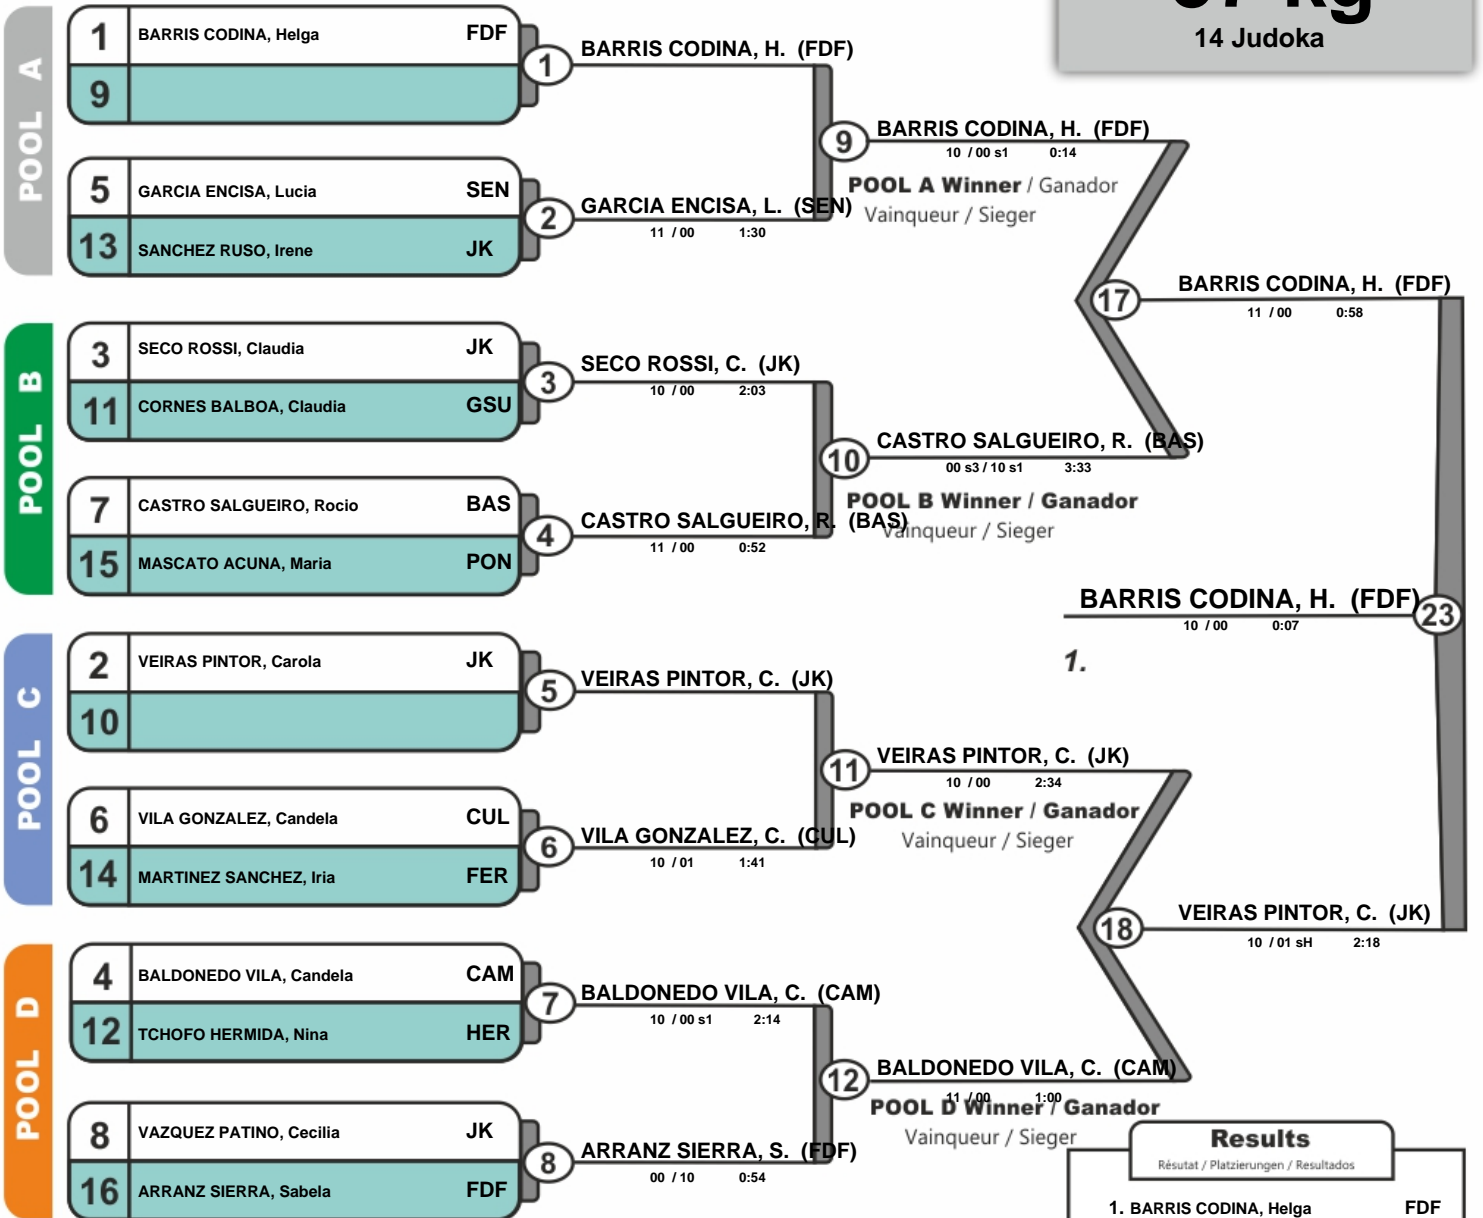 14 Judoka
POOL A
1 BARRIS CODINA, Helga FDF
9
1
BARRIS CODINA, H. (FDF)
5 GARCIA ENCISA, Lucia SEN
13 SANCHEZ RUSO, Irene JK
2
GARCIA ENCISA, L. (SEN)
11 / 00 1:30
9
BARRIS CODINA, H. (FDF)
10 / 00 s1 0:14
POOL A Winner / Ganador
Vainqueur / Sieger
POOL B
3 SECO ROSSI, Claudia JK
11 CORNES BALBOA, Claudia GSU
3
SECO ROSSI, C. (JK)
10 / 00 2:03
7 CASTRO SALGUEIRO, Rocio BAS
15 MASCATO ACUNA, Maria PON
4
CASTRO SALGUEIRO, R. (BAS)
11 / 00 0:52
10
CASTRO SALGUEIRO, R. (BAS)
00 s3 / 10 s1 3:33
POOL B Winner / Ganador
Vainqueur / Sieger
17
BARRIS CODINA, H. (FDF)
11 / 00 0:58
POOL C
2 VEIRAS PINTOR, Carola JK
10
5
VEIRAS PINTOR, C. (JK)
6 VILA GONZALEZ, Candela CUL
14 MARTINEZ SANCHEZ, Iria FER
6
VILA GONZALEZ, C. (CUL)
10 / 01 1:41
11
VEIRAS PINTOR, C. (JK)
10 / 00 2:34
POOL C Winner / Ganador
Vainqueur / Sieger
POOL D
4 BALDONEDO VILA, Candela CAM
12 TCHOFO HERMIDA, Nina HER
7
BALDONEDO VILA, C. (CAM)
10 / 00 s1 2:14
8 VAZQUEZ PATINO, Cecilia JK
16 ARRANZ SIERRA, Sabela FDF
8
ARRANZ SIERRA, S. (FDF)
00 / 10 0:54
12
BALDONEDO VILA, C. (CAM)
11 / 00 1:00
POOL D Winner / Ganador
Vainqueur / Sieger
18
VEIRAS PINTOR, C. (JK)
10 / 01 sH 2:18
BARRIS CODINA, H. (FDF)
23
10 / 00 0:07
1.
Results
Résutat / Platzierungen / Resultados
1. BARRIS CODINA, Helga FDF